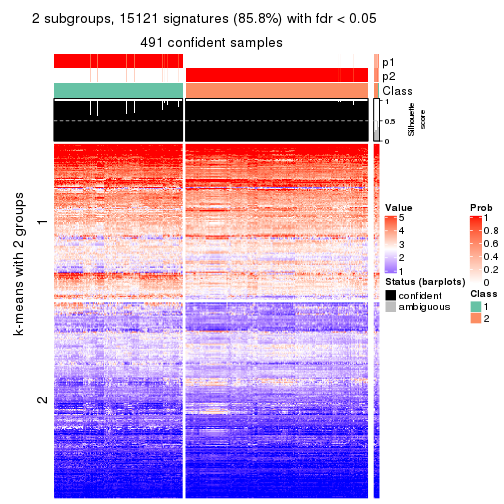 2 subgroups, 15121 signatures (85.8%) with fdr < 0.05
491 confident samples
p1
p2
Class
1
0.5
0
Silhouette
score
k-means with 2 groups
1
2
Value
5
4
3
2
1
Status (barplots)
confident
ambiguous
Prob
1
0.8
0.6
0.4
0.2
0
Class
1
2